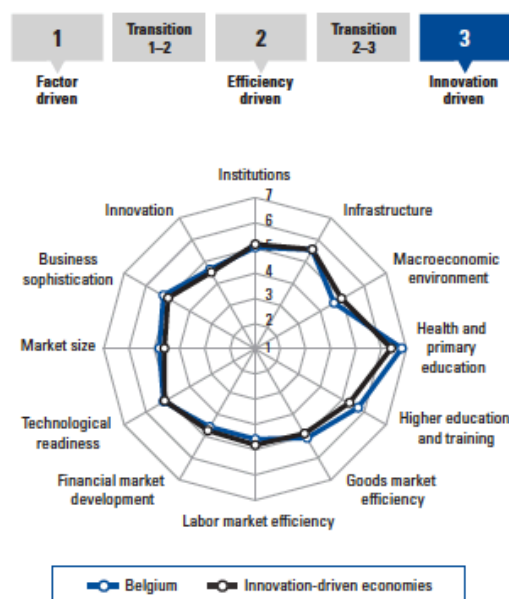 1
Transition
1–2
2
Transition
2–3
3
Factor
driven
Efficiency
driven
Innovation
driven
Institutions
7
6
5
4
3
2
1
Innovation
Infrastructure
Business
sophistication
Macroeconomic
environment
Market size
Health and
primary
education
Technological
readiness
Higher education
and training
Financial market
development
Goods market
efficiency
Labor market efficiency
Belgium
Innovation-driven economies